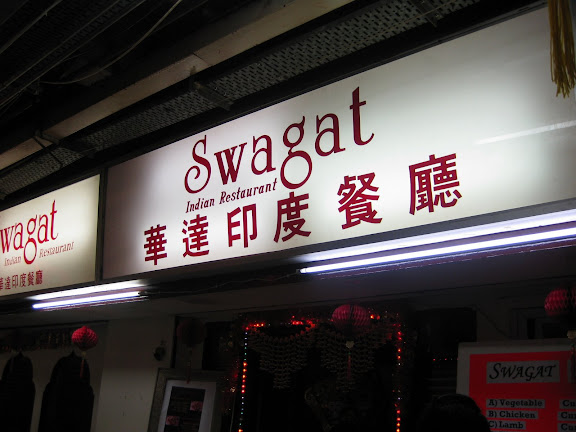 Swagat
Indian Restaurant
華達印度餐廳
wagat
Indian Restaurant
華達印度餐廳
SWAGAT
A) Vegetable
B) Chicken
C) Lamb